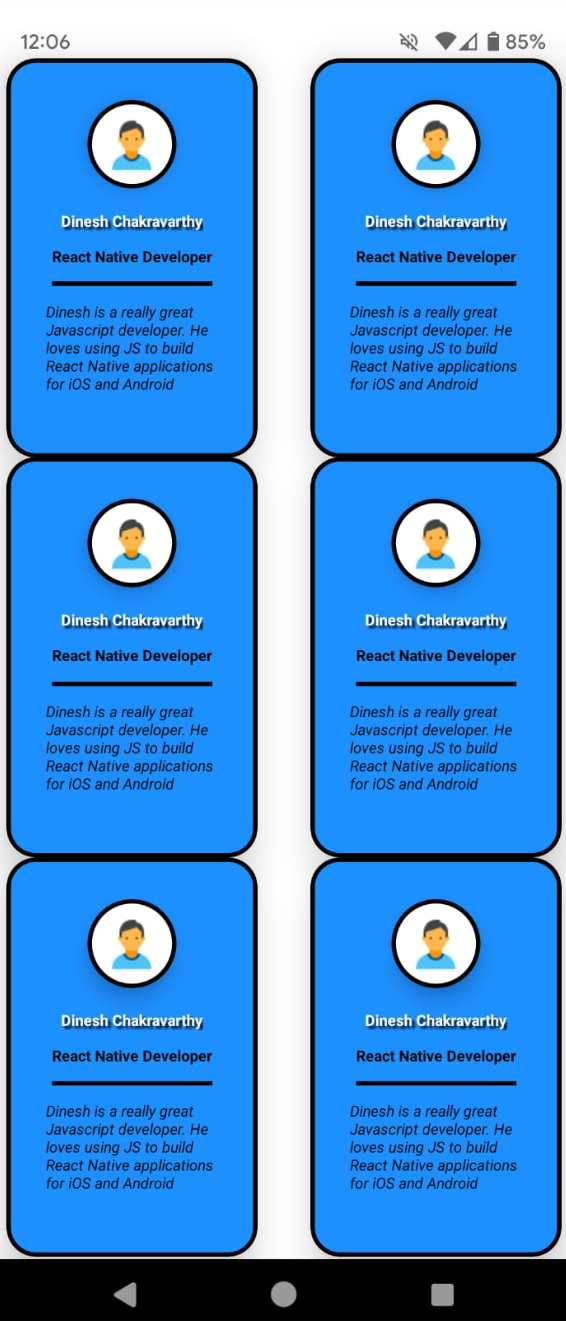 12:06 85%
Dinesh Chakravarthy
React Native Developer
Dinesh is a really great
Javascript developer. He
loves using JS to build
React Native applications
for iOS and Android
Dinesh Chakravarthy
React Native Developer
Dinesh is a really great
Javascript developer. He
loves using JS to build
React Native applications
for iOS and Android
Dinesh Chakravarthy
React Native Developer
Dinesh is a really great
Javascript developer. He
loves using JS to build
React Native applications
for iOS and Android
Dinesh Chakravarthy
React Native Developer
Dinesh is a really great
Javascript developer. He
loves using JS to build
React Native applications
for iOS and Android
Dinesh Chakravarthy
React Native Developer
Dinesh is a really great
Javascript developer. He
loves using JS to build
React Native applications
for iOS and Android
Dinesh Chakravarthy
React Native Developer
Dinesh is a really great
Javascript developer. He
loves using JS to build
React Native applications
for iOS and Android